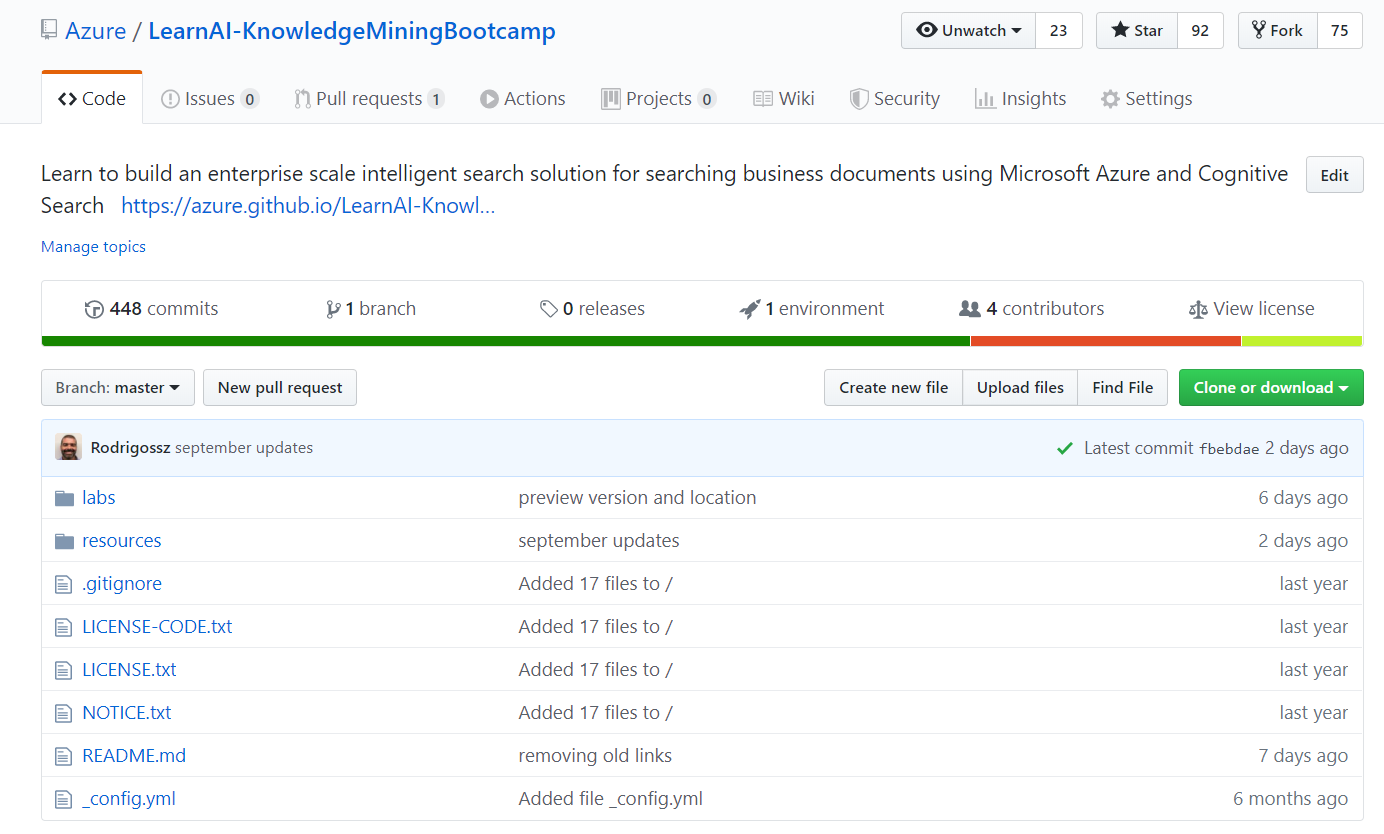 Azure / LearnAI-KnowledgeMiningBootcamp Unwatch 23 Star 92 Fork 75
Code Issues 0 Pull requests 1 Actions Projects 0 Wiki Security Insights Settings
Learn to build an enterprise scale intelligent search solution for searching business documents using Microsoft Azure and Cognitive Edit
Search https://azure.github.io/LearnAI-Knowl...
Manage topics
448 commits 1 branch 0 releases 1 environment 4 contributors View license
Branch: master New pull request Create new file Upload files Find File Clone or download
Rodrigossz september updates Latest commit fbebdae 2 days ago
labs preview version and location 6 days ago
resources september updates 2 days ago
.gitignore Added 17 files to / last year
LICENSE-CODE.txt Added 17 files to / last year
LICENSE.txt Added 17 files to / last year
NOTICE.txt Added 17 files to / last year
README.md removing old links 7 days ago
_config.yml Added file _config.yml 6 months ago